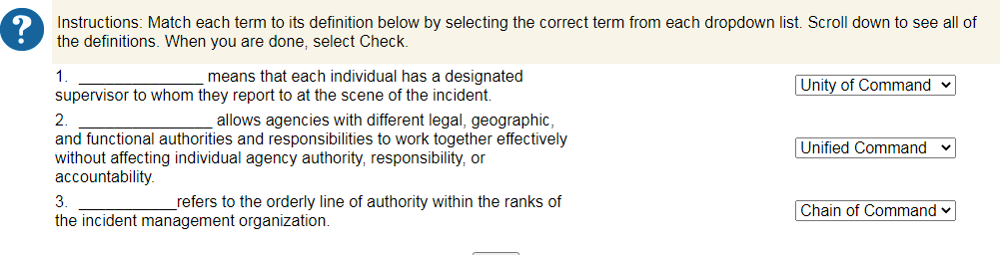 ?
Instructions: Match each term to its definition below by selecting the correct term from each dropdown list. Scroll down to see all of
the definitions. When you are done, select Check.
1. ______________ means that each individual has a designated
supervisor to whom they report to at the scene of the incident.
Unity of Command
2. _______________ allows agencies with different legal, geographic,
and functional authorities and responsibilities to work together effectively
without affecting individual agency authority, responsibility, or
accountability.
Unified Command
3. ___________refers to the orderly line of authority within the ranks of
the incident management organization.
Chain of Command